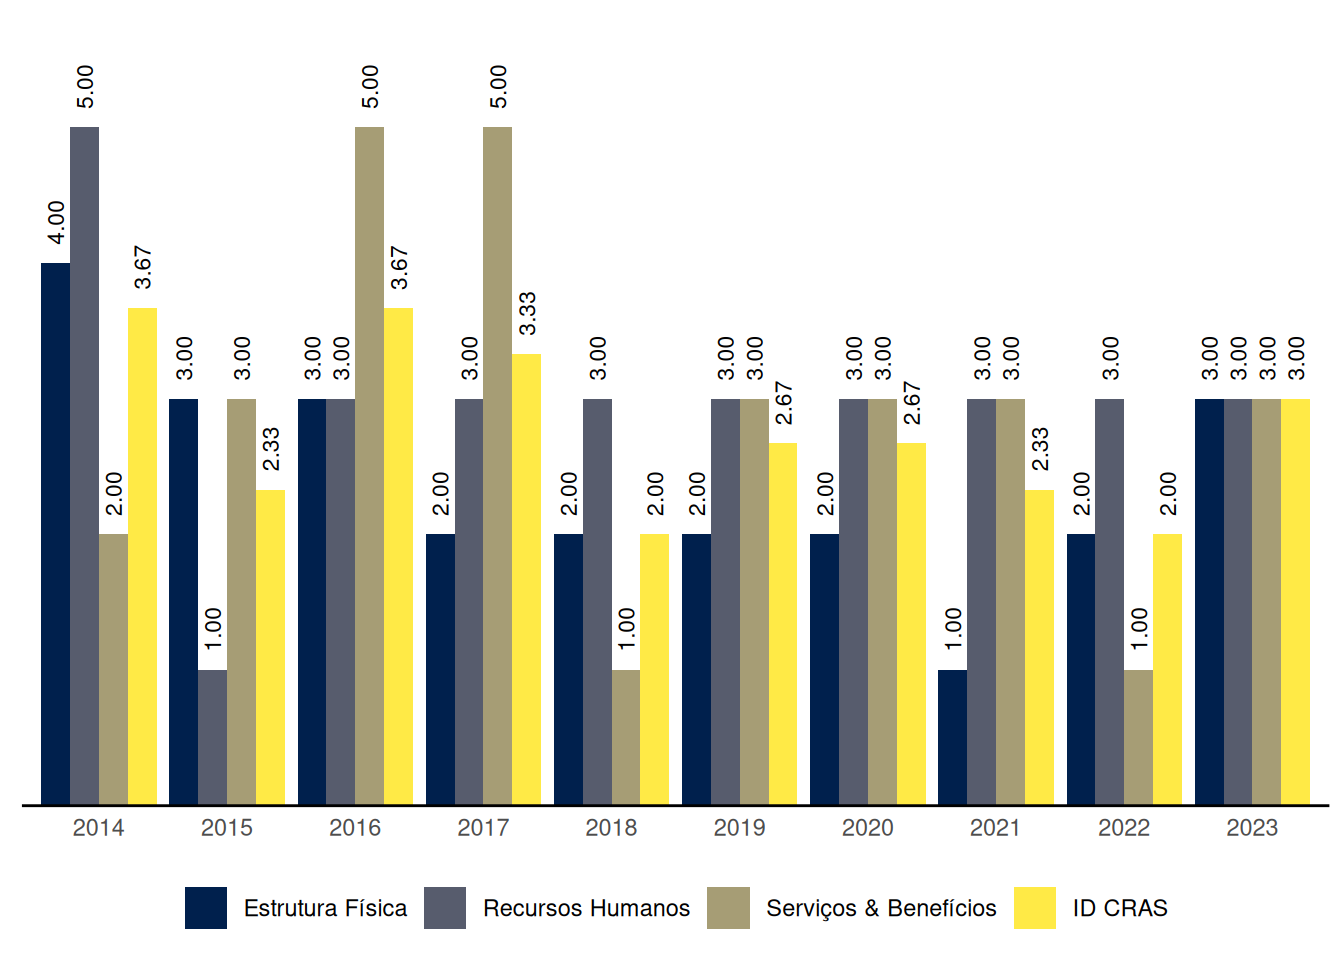 4.00 5.00 2.00 3.67
3.00 1.00 3.00 2.33
3.00 3.00 5.00 3.67
2.00 3.00 5.00 3.33
2.00 3.00 1.00 2.00
2.00 3.00 3.00 2.67
2.00 3.00 3.00 2.67
1.00 3.00 3.00 2.33
2.00 3.00 1.00 2.00
3.00 3.00 3.00 3.00
2014 2015 2016 2017 2018 2019 2020 2021 2022 2023
Estrutura Física Recursos Humanos Serviços & Benefícios ID CRAS